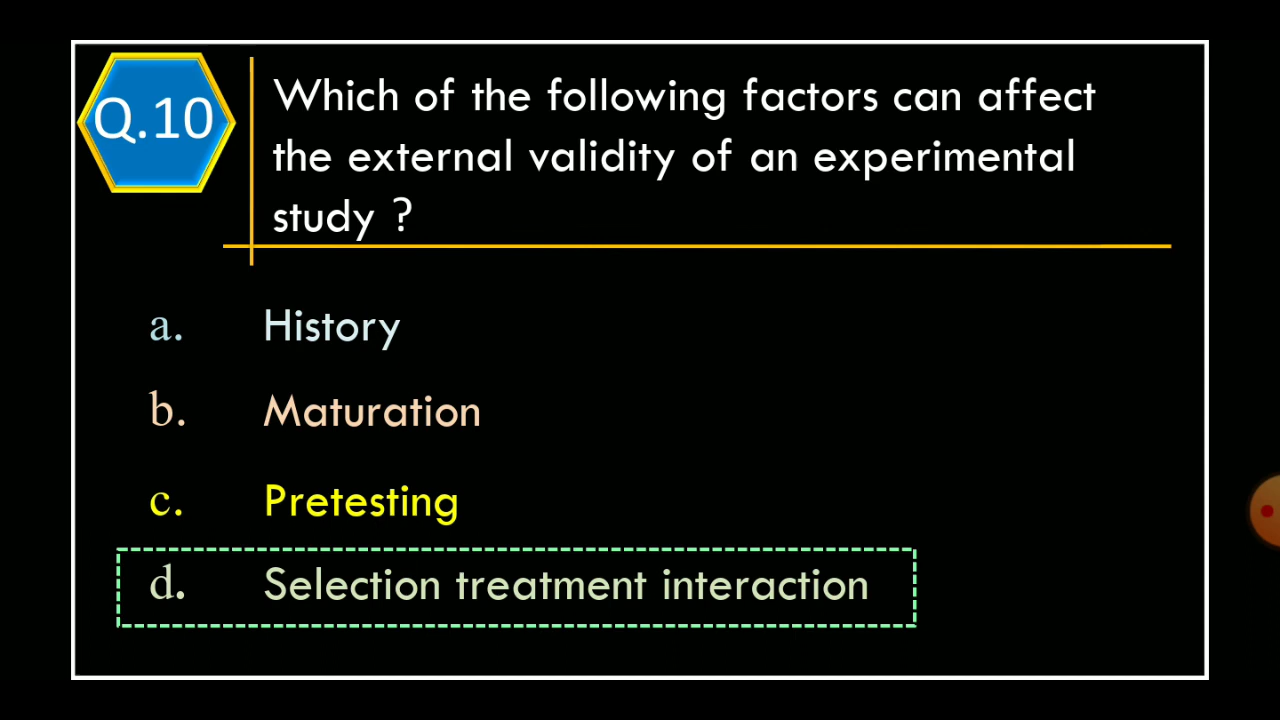 Q.10
Which of the following factors can affect
the external validity of an experimental
study ?
a. History
b. Maturation
c. Pretesting
d. Selection treatment interaction